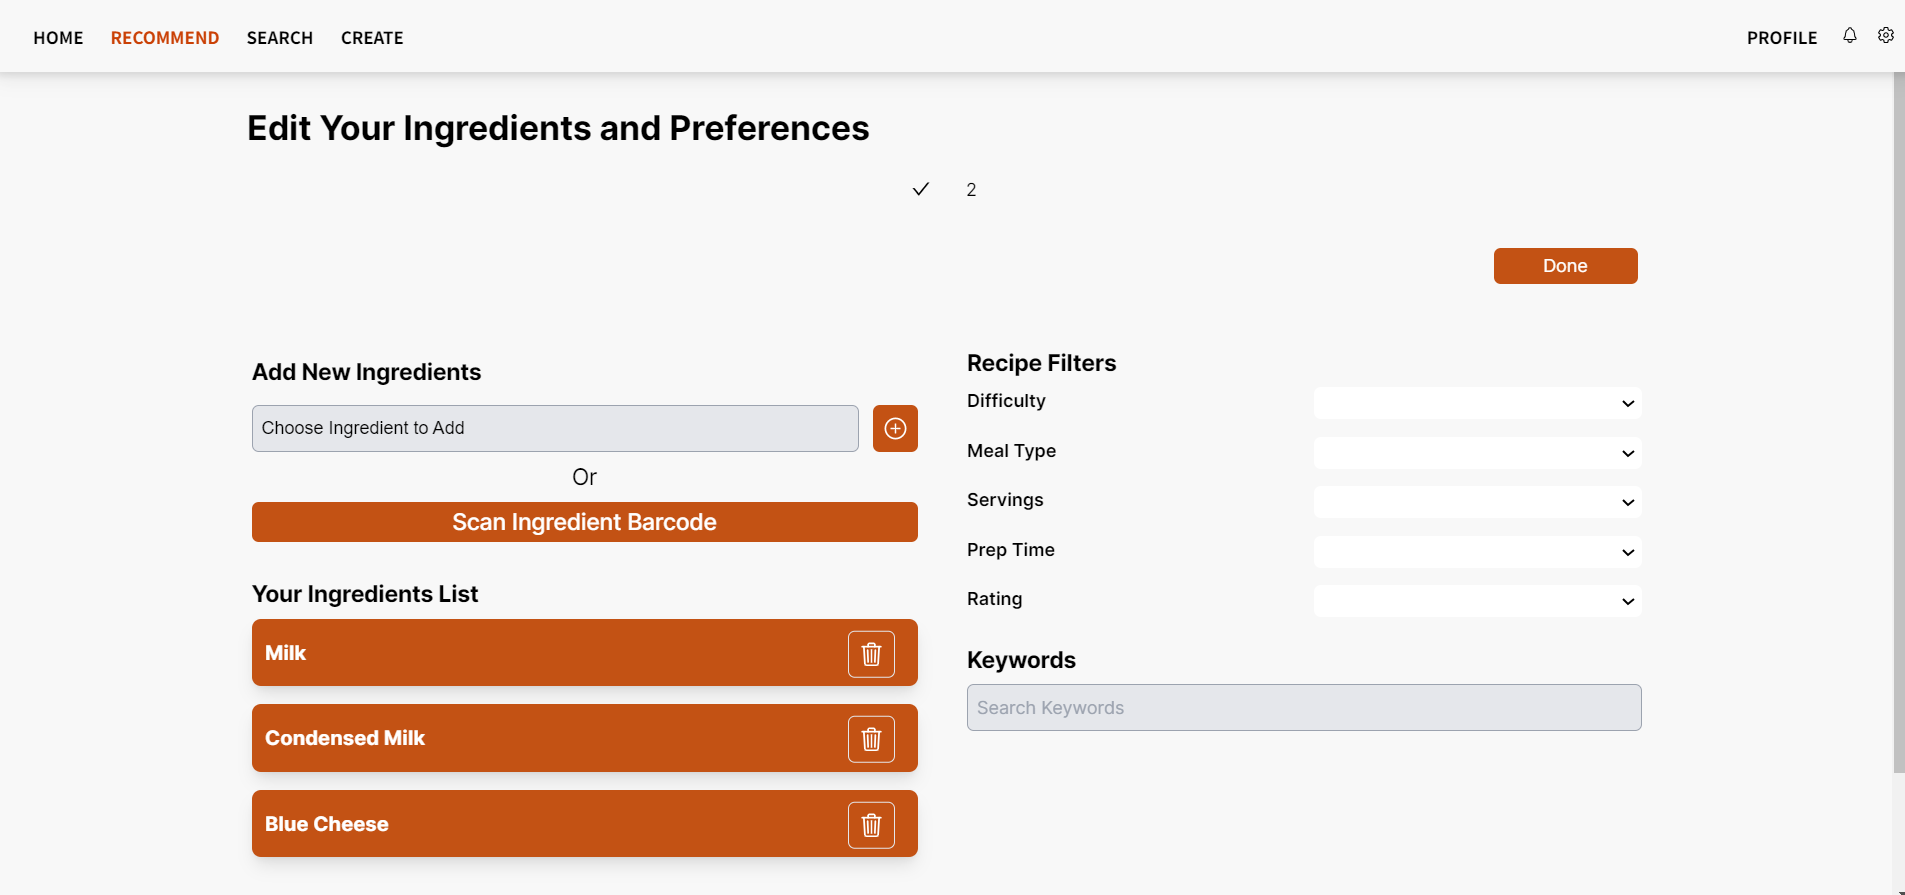 HOME RECOMMEND SEARCH CREATE PROFILE
Edit Your Ingredients and Preferences
2
Done
Add New Ingredients
Choose Ingredient to Add
Or
Scan Ingredient Barcode
Your Ingredients List
Milk
Condensed Milk
Blue Cheese
Recipe Filters
Difficulty
Meal Type
Servings
Prep Time
Rating
Keywords
Search Keywords